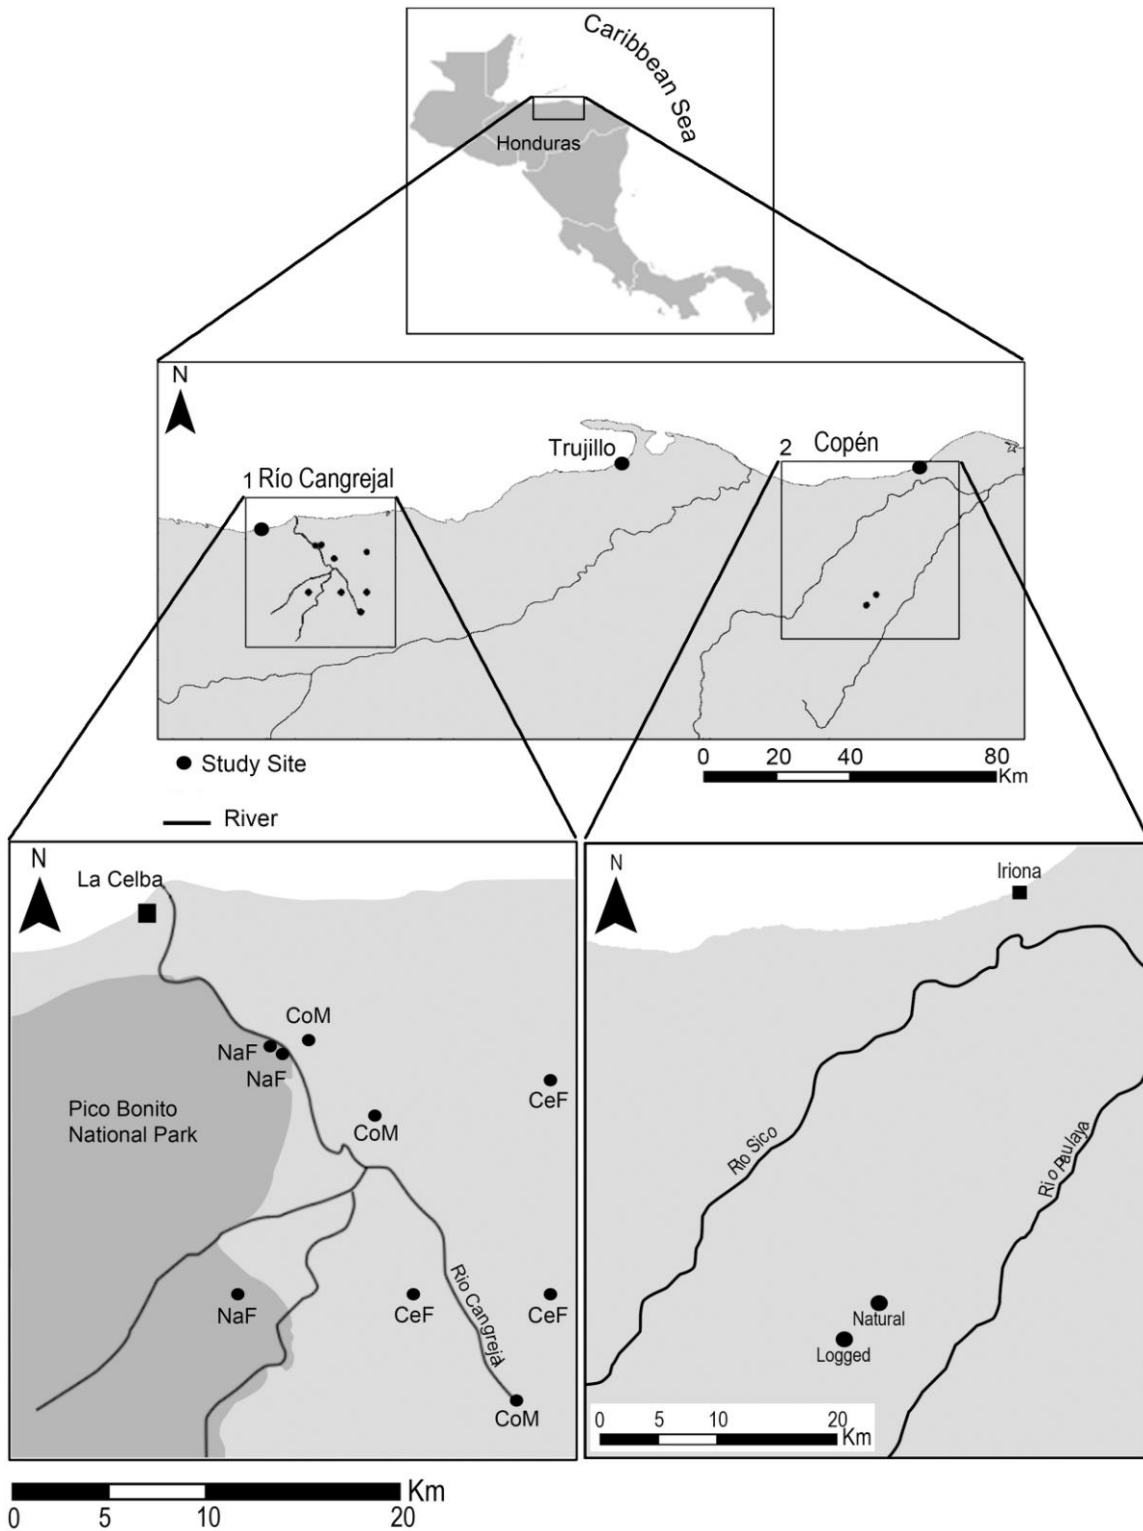 Caribbean Sea
Honduras
N
Trujillo
2 Copén
1 Río Cangrejal
Study Site
0 20 40 80
Km
River
N
La Celba
CoM
NaF
NaF
CeF
Pico Bonito
National Park
CoM
Rio Cangrejal
NaF
CeF
CeF
CoM
0 5 10 20
Km
N
Iriona
Rio Sico
Rio Paulaya
Natural
Logged
0 5 10 20
Km